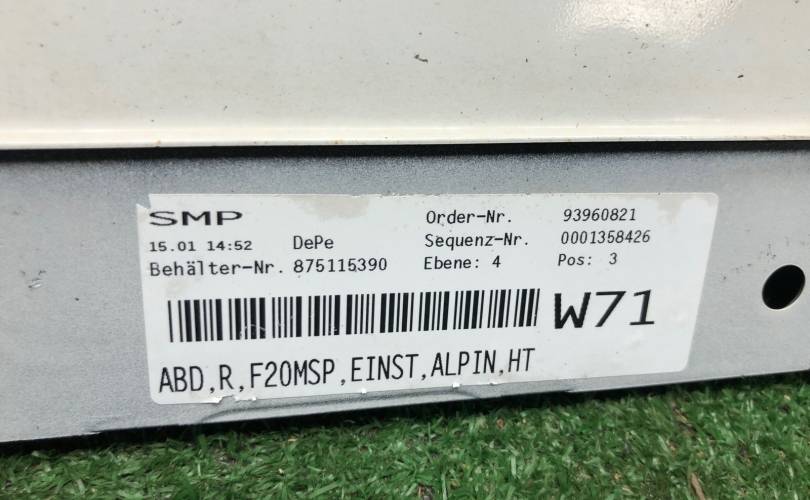 SMP Order-Nr. 93960821
15.01 14:52 DePe Sequenz-Nr. 0001358426
Behälter-Nr. 875115390 Ebene: 4 Pos: 3
W71
ABD,R,F20MSP,EINST,ALPIN,HT